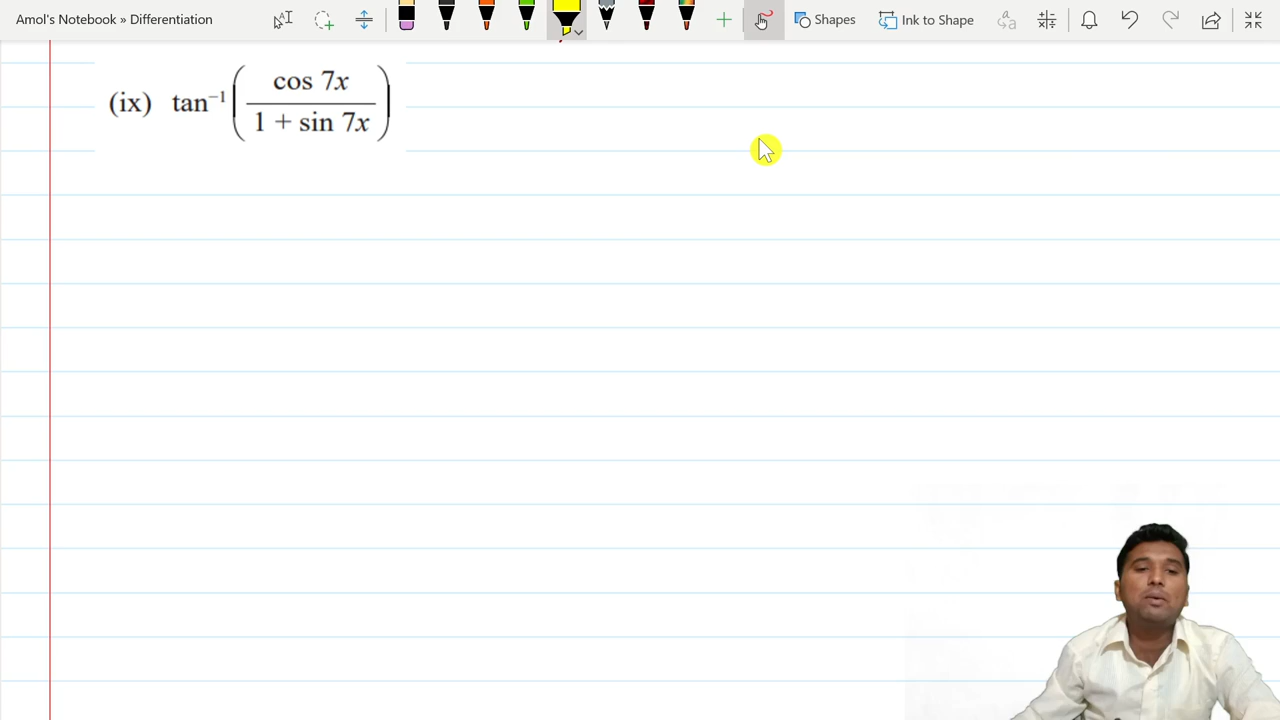 Amol's Notebook » Differentiation
Shapes
Ink to Shape
(ix) tan⁻¹ ( cos 7x / 1 + sin 7x )